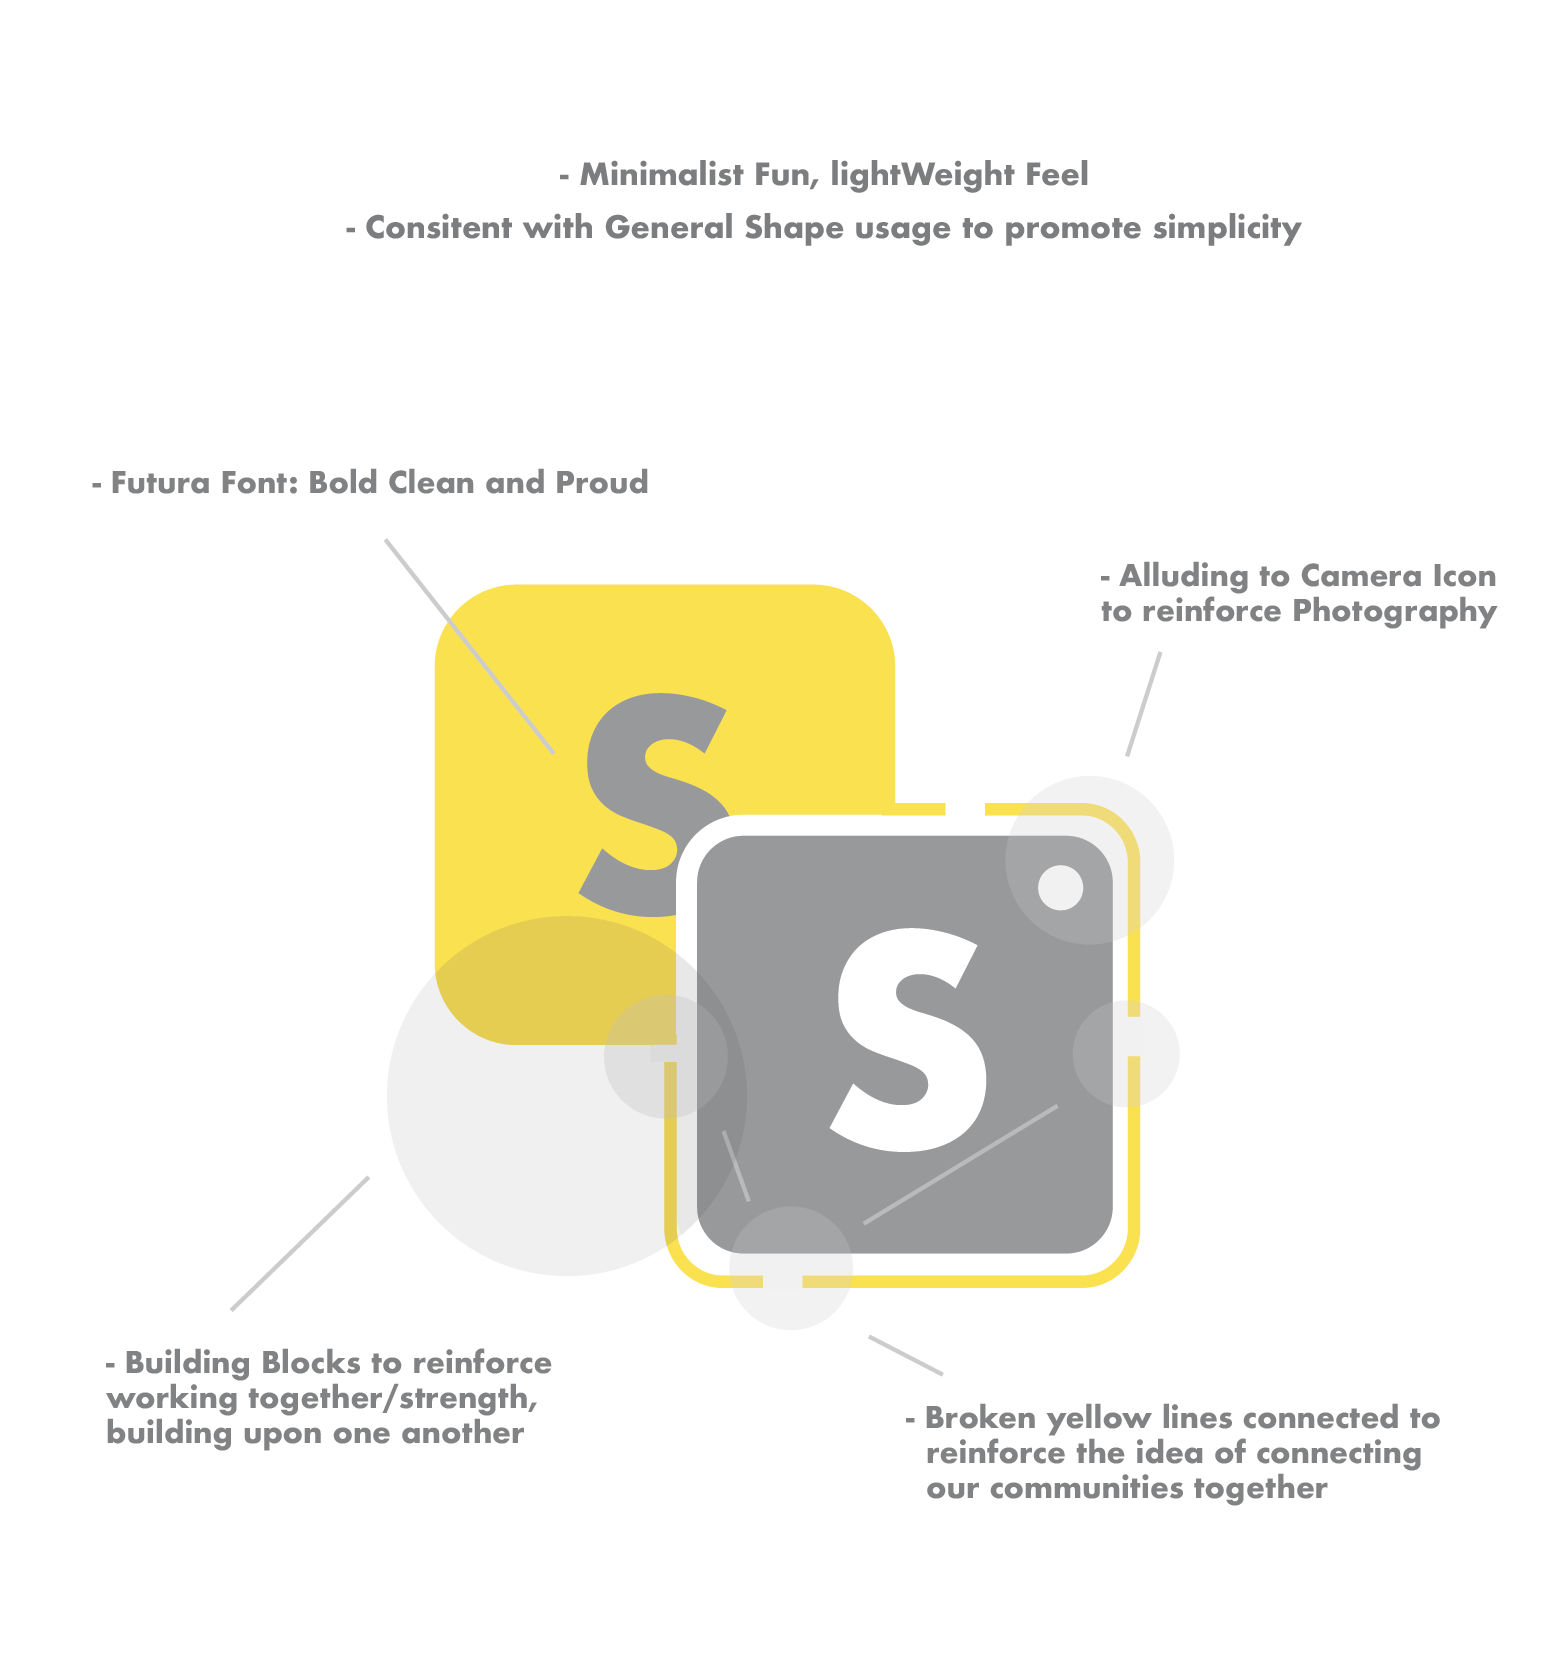 - Minimalist Fun, lightWeight Feel
- Consitent with General Shape usage to promote simplicity
- Futura Font: Bold Clean and Proud
- Alluding to Camera Icon
to reinforce Photography
S
S
- Building Blocks to reinforce
working together/strength,
building upon one another
- Broken yellow lines connected to
reinforce the idea of connecting
our communities together